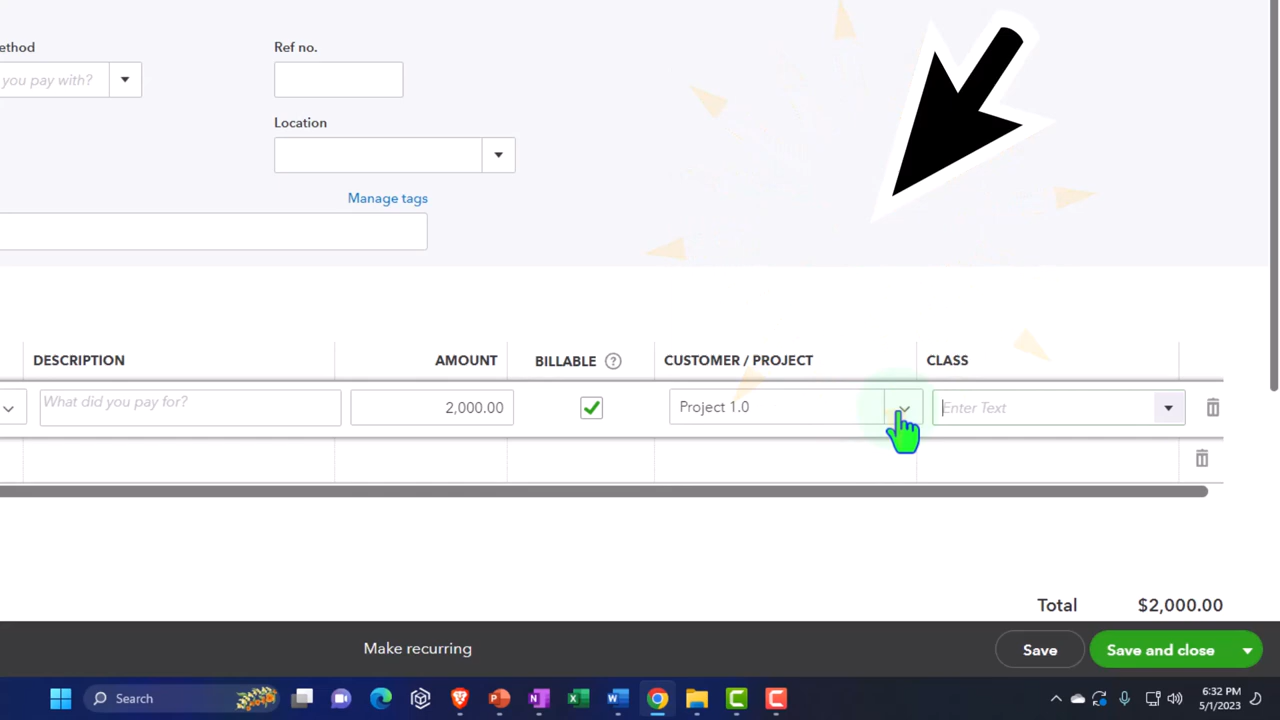 ethod
Ref no.
you pay with?
Location
Manage tags
DESCRIPTION
AMOUNT
BILLABLE
?
CUSTOMER / PROJECT
CLASS
What did you pay for?
2,000.00
Project 1.0
Enter Text
Total
$2,000.00
Make recurring
Save
Save and close
Search
6:32 PM
5/1/2023